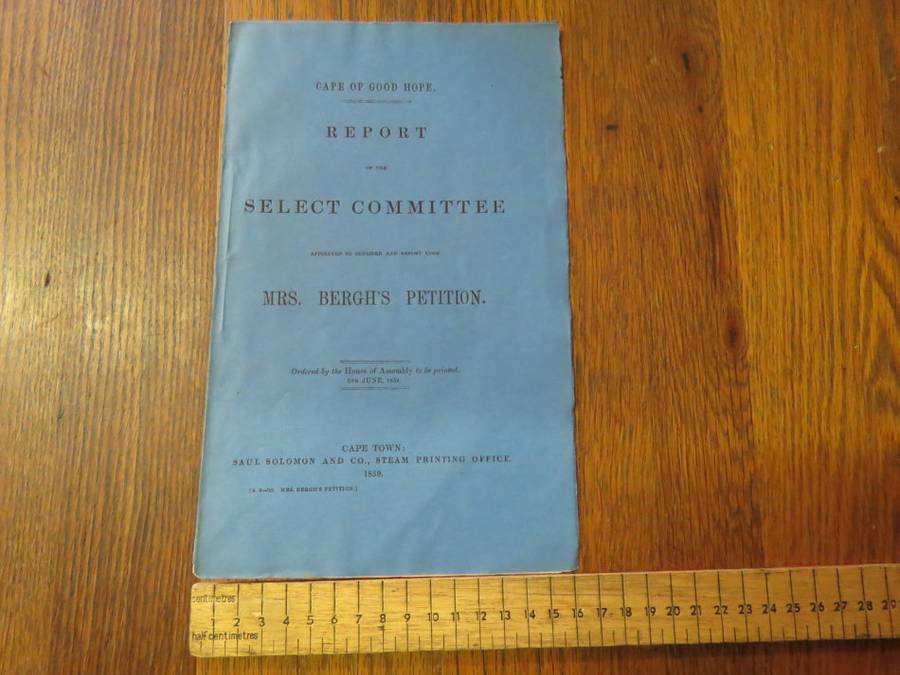 CAPE OF GOOD HOPE.
REPORT
OF THE
SELECT COMMITTEE
APPOINTED TO CONSIDER AND REPORT UPON
MRS. BERGH'S PETITION.
Ordered by the House of Assembly to be printed.
6TH JUNE, 1859.
CAPE TOWN:
SAUL SOLOMON AND CO., STEAM PRINTING OFFICE.
1859.
MRS. BERGH'S PETITION.]
centimetres
1 2 3 4 5 6 7 8 9 10 11 12 13 14 15 16 17 18 19 20 21 22 23 24 25 26 27 28 29
half centimetres